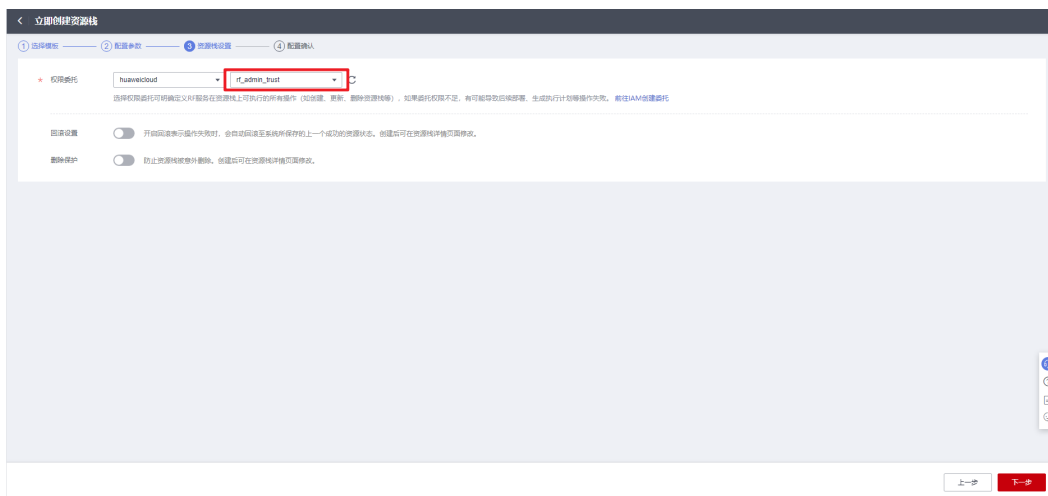 < 立即创建资源栈
1 选择模板 2 配置参数 3 资源栈设置 4 配置确认
* 权限委托 huaweicloud rf_admin_trust
选择权限委托可明确定义RF服务在资源栈上可执行的所有操作（如创建、更新、删除资源栈等），如果委托权限不足，有可能导致后续部署、生成执行计划等操作失败。 前往IAM创建委托
回滚设置 开启回滚表示操作失败时，会自动回滚至系统所保存的上一个成功的资源状态。创建后可在资源栈详情页面修改。
删除保护 防止资源栈被意外删除。创建后可在资源栈详情页面修改。
上一步 下一步